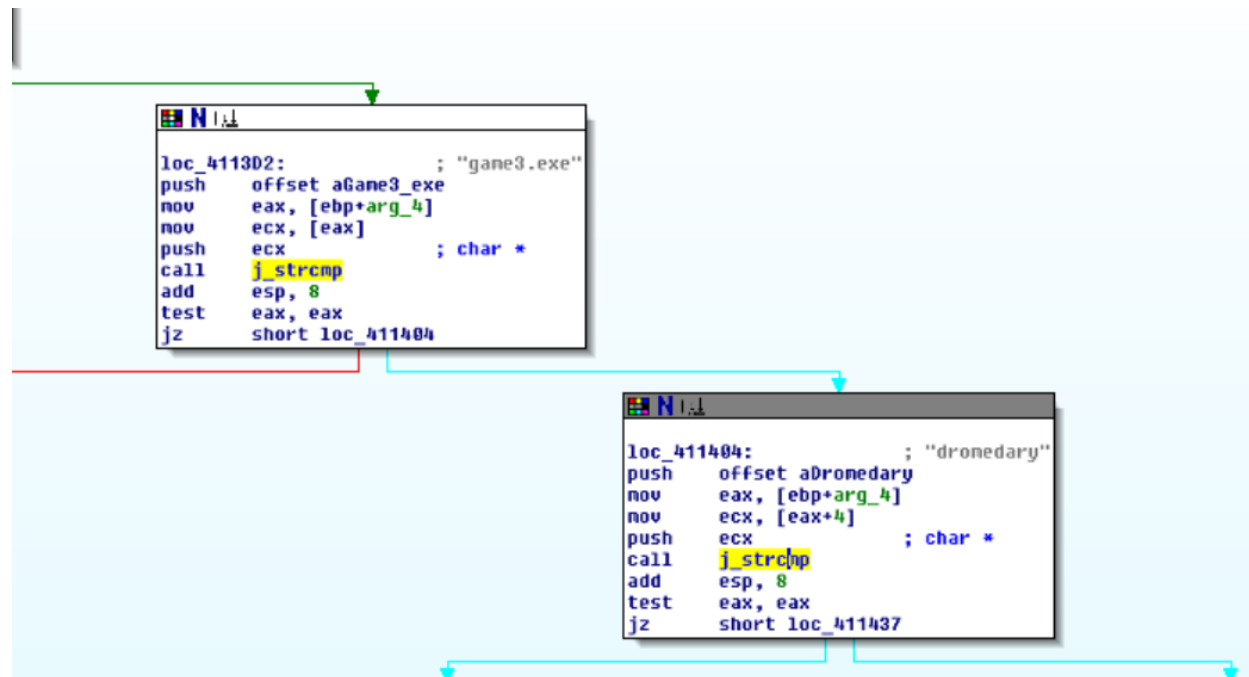 N
loc_4113D2: ; "game3.exe"
push offset aGame3_exe
mov eax, [ebp+arg_4]
mov ecx, [eax]
push ecx ; char *
call j_strcmp
add esp, 8
test eax, eax
jz short loc_411404
N
loc_411404: ; "dromedary"
push offset aDromedary
mov eax, [ebp+arg_4]
mov ecx, [eax+4]
push ecx ; char *
call j_strcmp
add esp, 8
test eax, eax
jz short loc_411437